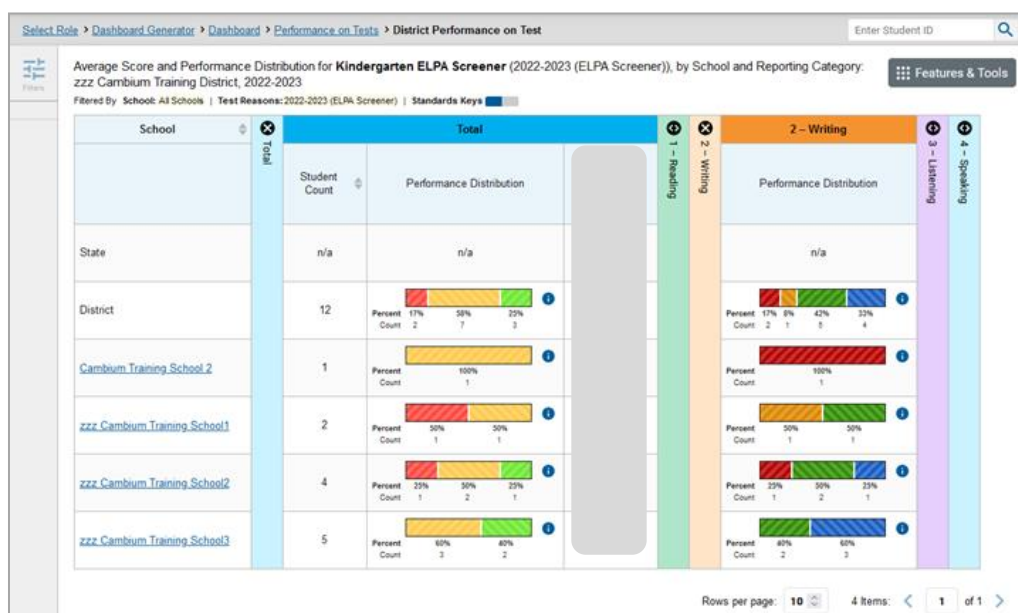 Select Role > Dashboard Generator > Dashboard > Performance on Tests > District Performance on Test
Enter Student ID
Filters
Average Score and Performance Distribution for Kindergarten ELPA Screener (2022-2023 (ELPA Screener)), by School and Reporting Category:
zzz Cambium Training District, 2022-2023
Features & Tools
Filtered By School: All Schools | Test Reasons: 2022-2023 (ELPA Screener) | Standards Keys
School
Total
Total
1 – Reading
2 – Writing
2 – Writing
3 – Listening
4 – Speaking
Student Count
Performance Distribution
Performance Distribution
State n/a n/a n/a
District 12
Percent 17% 58% 25%
Count 2 7 3
Percent 17% 8% 42% 33%
Count 2 1 5 4
Cambium Training School 2 1
Percent 100%
Count 1
Percent 100%
Count 1
zzz Cambium Training School1 2
Percent 50% 50%
Count 1 1
Percent 50% 50%
Count 1 1
zzz Cambium Training School2 4
Percent 25% 50% 25%
Count 1 2 1
Percent 25% 50% 25%
Count 1 2 1
zzz Cambium Training School3 5
Percent 60% 40%
Count 3 2
Percent 40% 60%
Count 2 3
Rows per page: 10 4 Items: 1 of 1